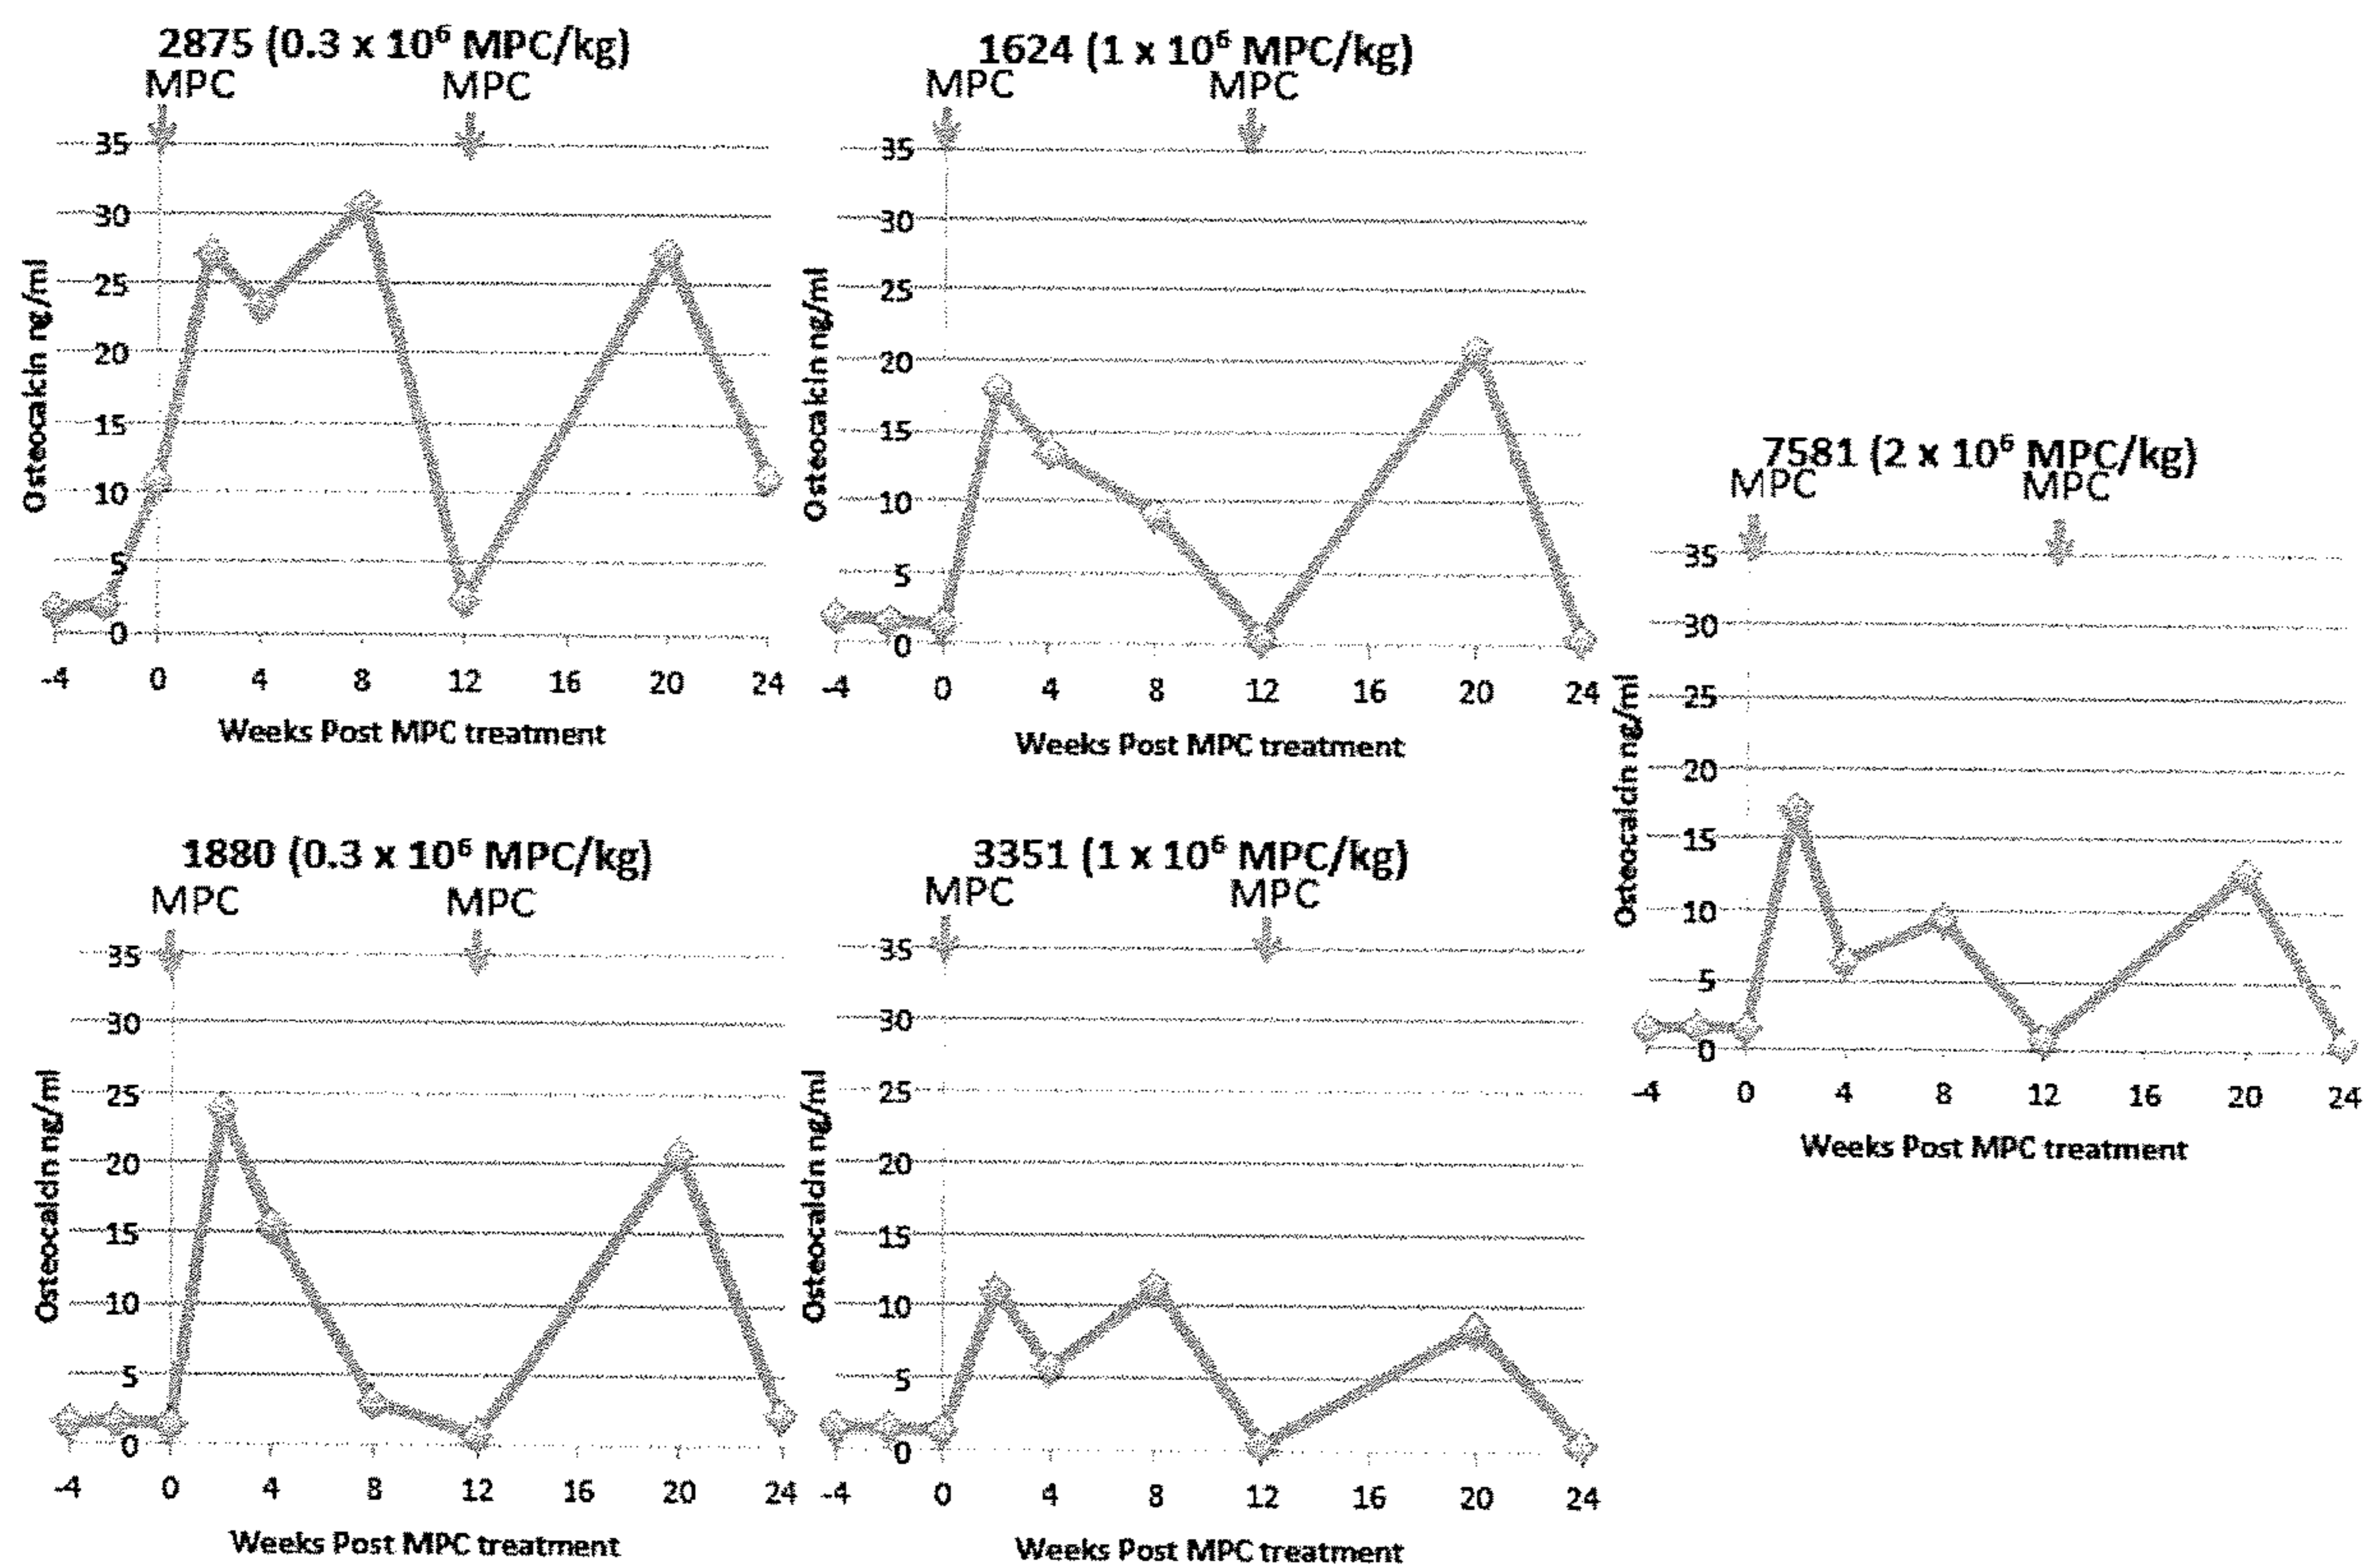 2875 (0.3 x 10⁶ MPC/kg)
MPC MPC
35
30
25
20
15
10
5
0
Osteocalcin ng/ml
-4 0 4 8 12 16 20 24
Weeks Post MPC treatment
1624 (1 x 10⁶ MPC/kg)
MPC MPC
35
30
25
20
15
10
5
0
Osteocalcin ng/ml
-4 0 4 8 12 16 20 24
Weeks Post MPC treatment
7581 (2 x 10⁶ MPC/kg)
MPC MPC
35
30
25
20
15
10
5
0
Osteocalcin ng/ml
-4 0 4 8 12 16 20 24
Weeks Post MPC treatment
1880 (0.3 x 10⁶ MPC/kg)
MPC MPC
35
30
25
20
15
10
5
0
Osteocalcin ng/ml
-4 0 4 8 12 16 20 24
Weeks Post MPC treatment
3351 (1 x 10⁶ MPC/kg)
MPC MPC
35
30
25
20
15
10
5
0
Osteocalcin ng/ml
-4 0 4 8 12 16 20 24
Weeks Post MPC treatment